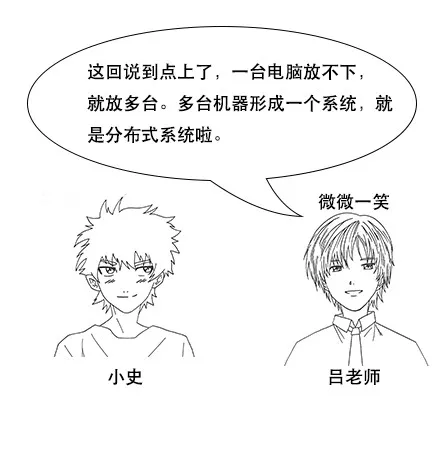 这回说到点上了，一台电脑放不下，
就放多台。多台机器形成一个系统，就
是分布式系统啦。
微微一笑
小史
吕老师